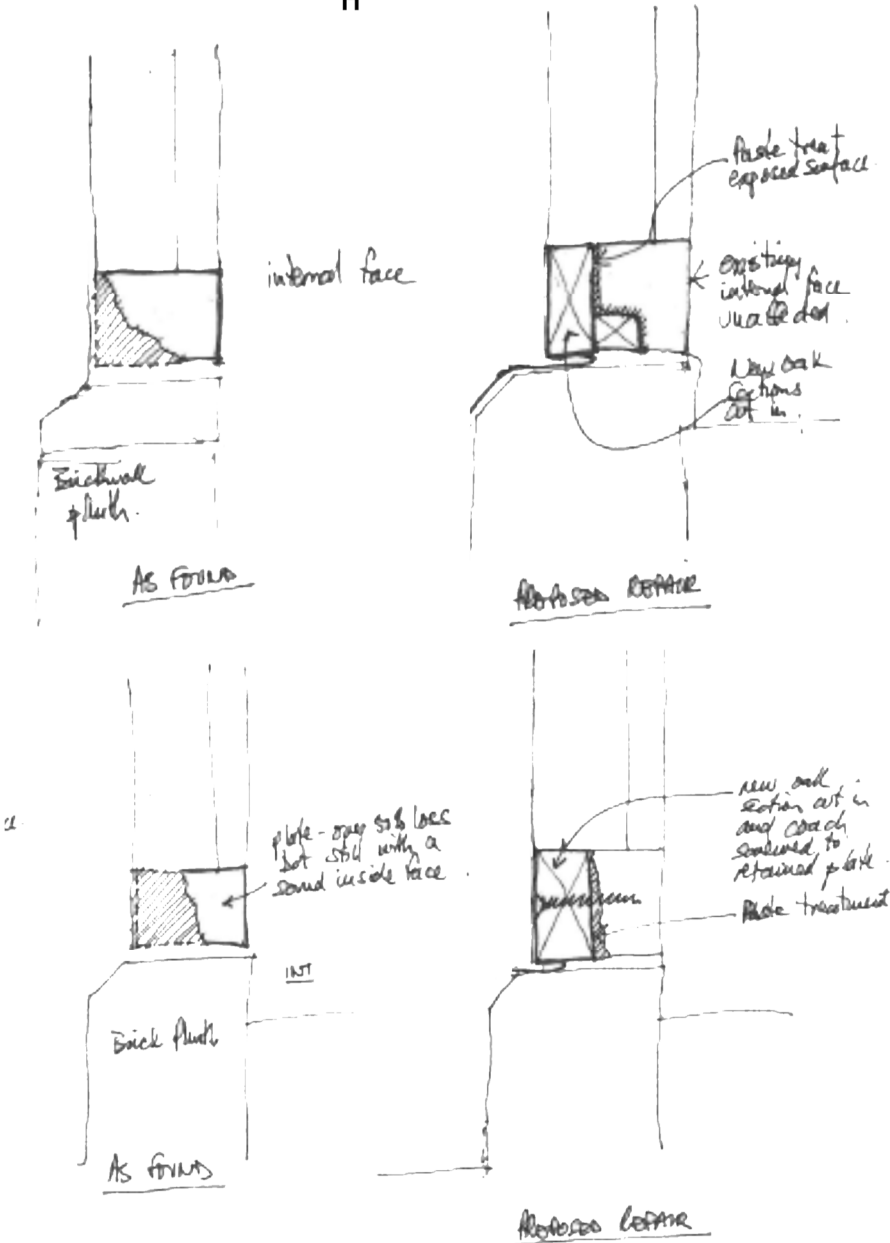 Paste treat
exposed surface.
internal face
existing
internal face
unaffected.
New oak
sections
cut in.
Brickwall
plinth.
AS FOUND
PROPOSED REPAIR
plate - over 50% loss
but still with a
sound inside face.
new oak
section cut in
and coach
screwed to
retained plate.
Paste treatment
INT
Brick Plinth
AS FOUND
PROPOSED REPAIR